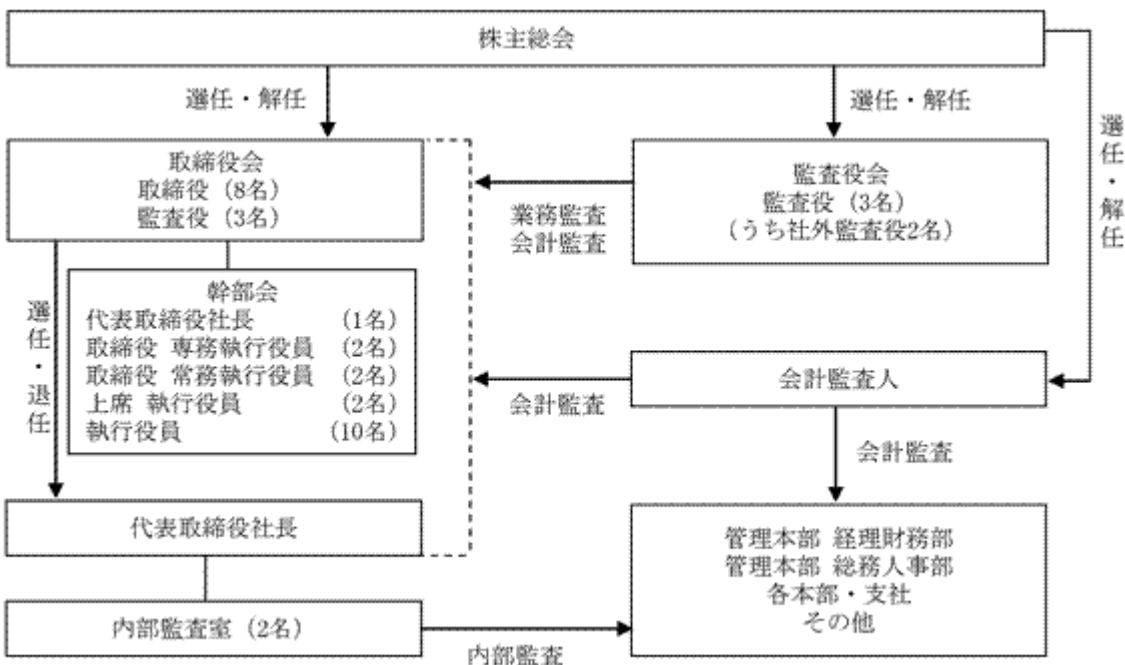 株主総会
選任・解任
選任・解任
選任・解任
取締役会
取締役 (8名)
監査役 (3名)
監査役会
監査役 (3名)
(うち社外監査役2名)
業務監査
会計監査
幹部会
代表取締役社長 (1名)
取締役 専務執行役員 (2名)
取締役 常務執行役員 (2名)
上席 執行役員 (2名)
執行役員 (10名)
選任・退任
会計監査人
会計監査
会計監査
代表取締役社長
管理本部 経理財務部
管理本部 総務人事部
各本部・支社
その他
内部監査室 (2名)
内部監査